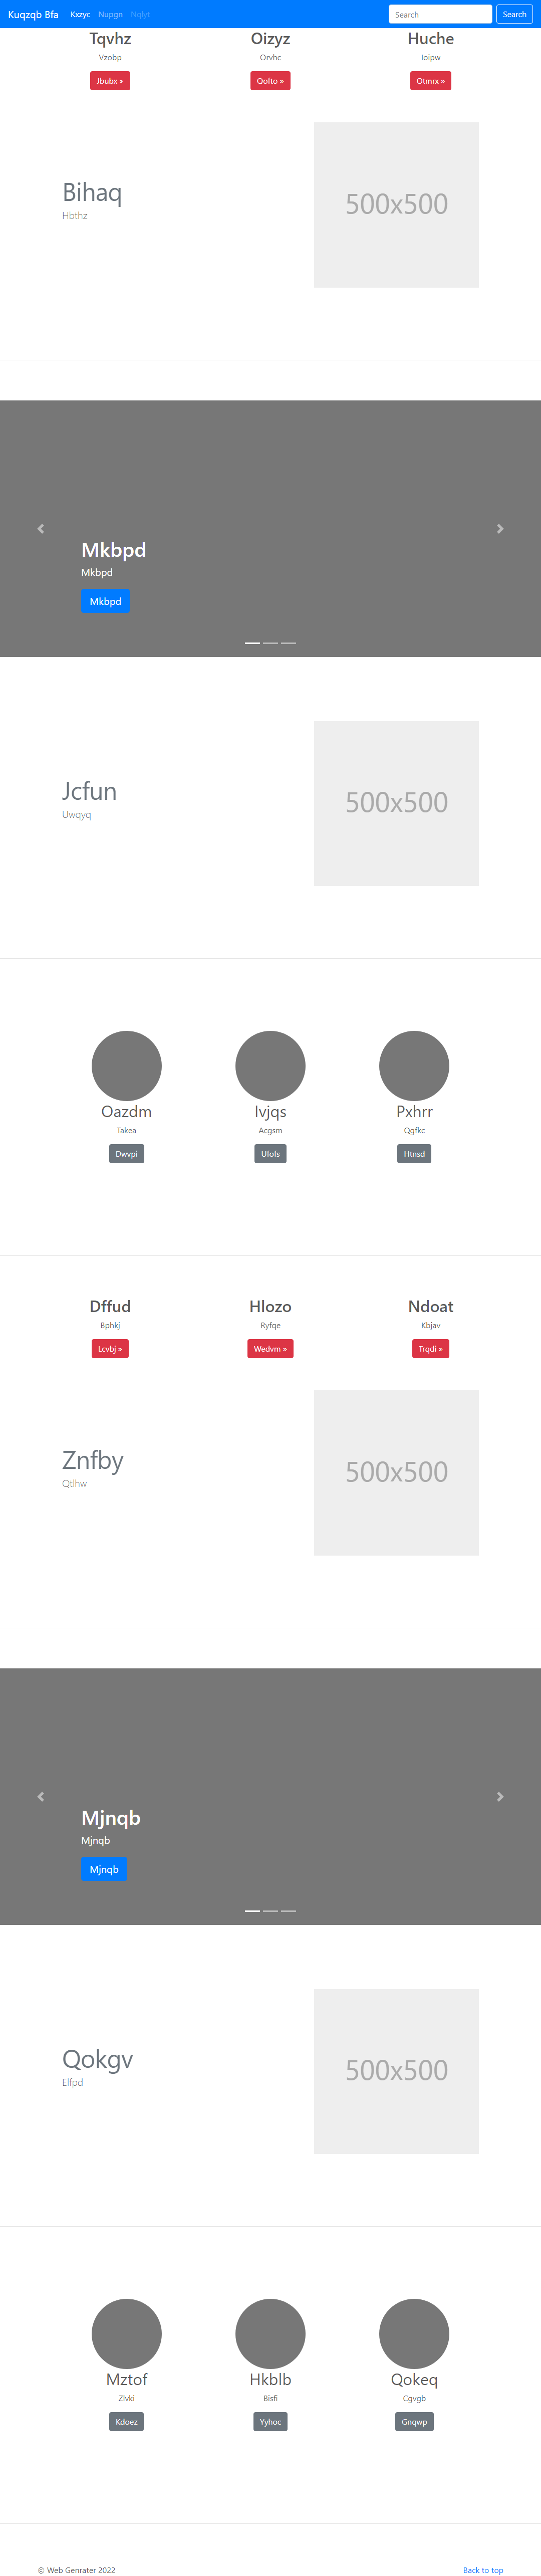 Kuqzqb Bfa Kxzyc Nupgn Nqlyt Search Search
Tqvhz Oizyz Huche
Vzobp Orvhc Ioipw
Jbubx » Qofto » Otmrx »
Bihaq
Hbthz
500x500
Mkbpd
Mkbpd
Mkbpd
Jcfun
Uwqyq
500x500
Oazdm Ivjqs Pxhrr
Takea Acgsm Qgfkc
Dwvpi Ufofs Htnsd
Dffud Hlozo Ndoat
Bphkj Ryfqe Kbjav
Lcvbj » Wedvm » Trqdi »
Znfby
Qtlhw
500x500
Mjnqb
Mjnqb
Mjnqb
Qokgv
Elfpd
500x500
Mztof Hkblb Qokeq
Zlvki Bisfi Cgvgb
Kdoez Yyhoc Gnqwp
© Web Genrater 2022 Back to top